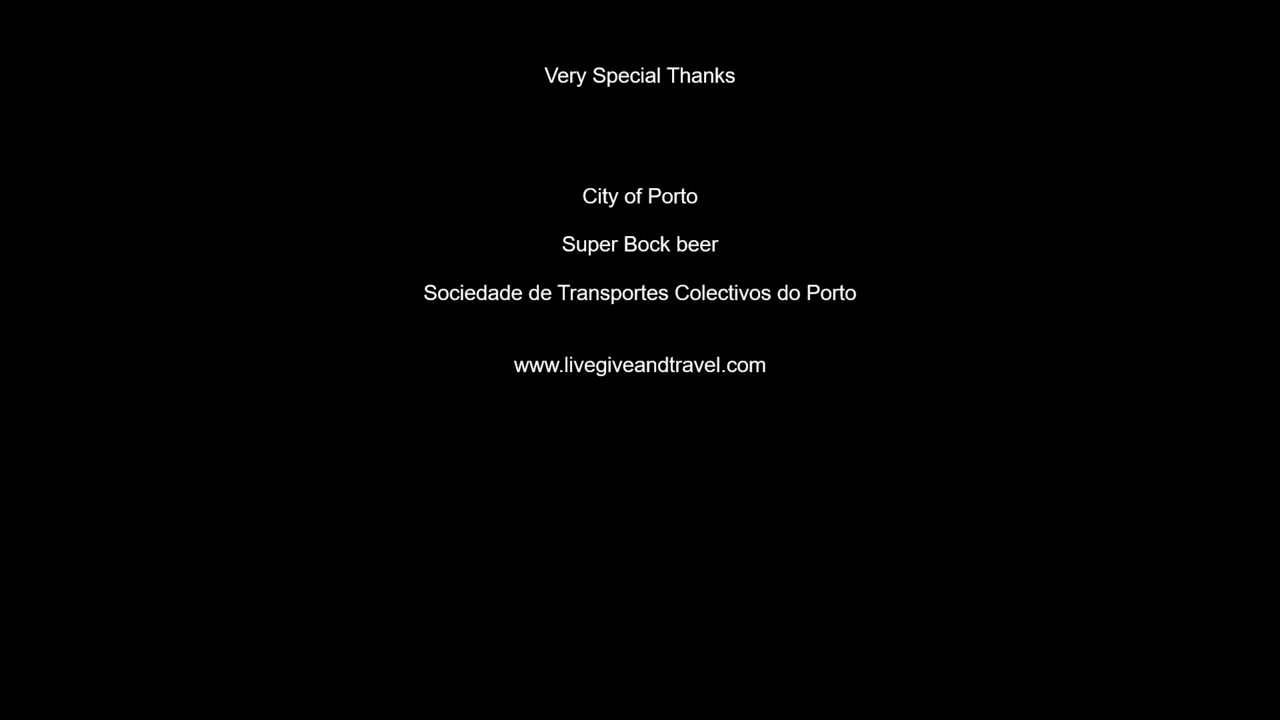 Very Special Thanks
City of Porto
Super Bock beer
Sociedade de Transportes Colectivos do Porto
www.livegiveandtravel.com